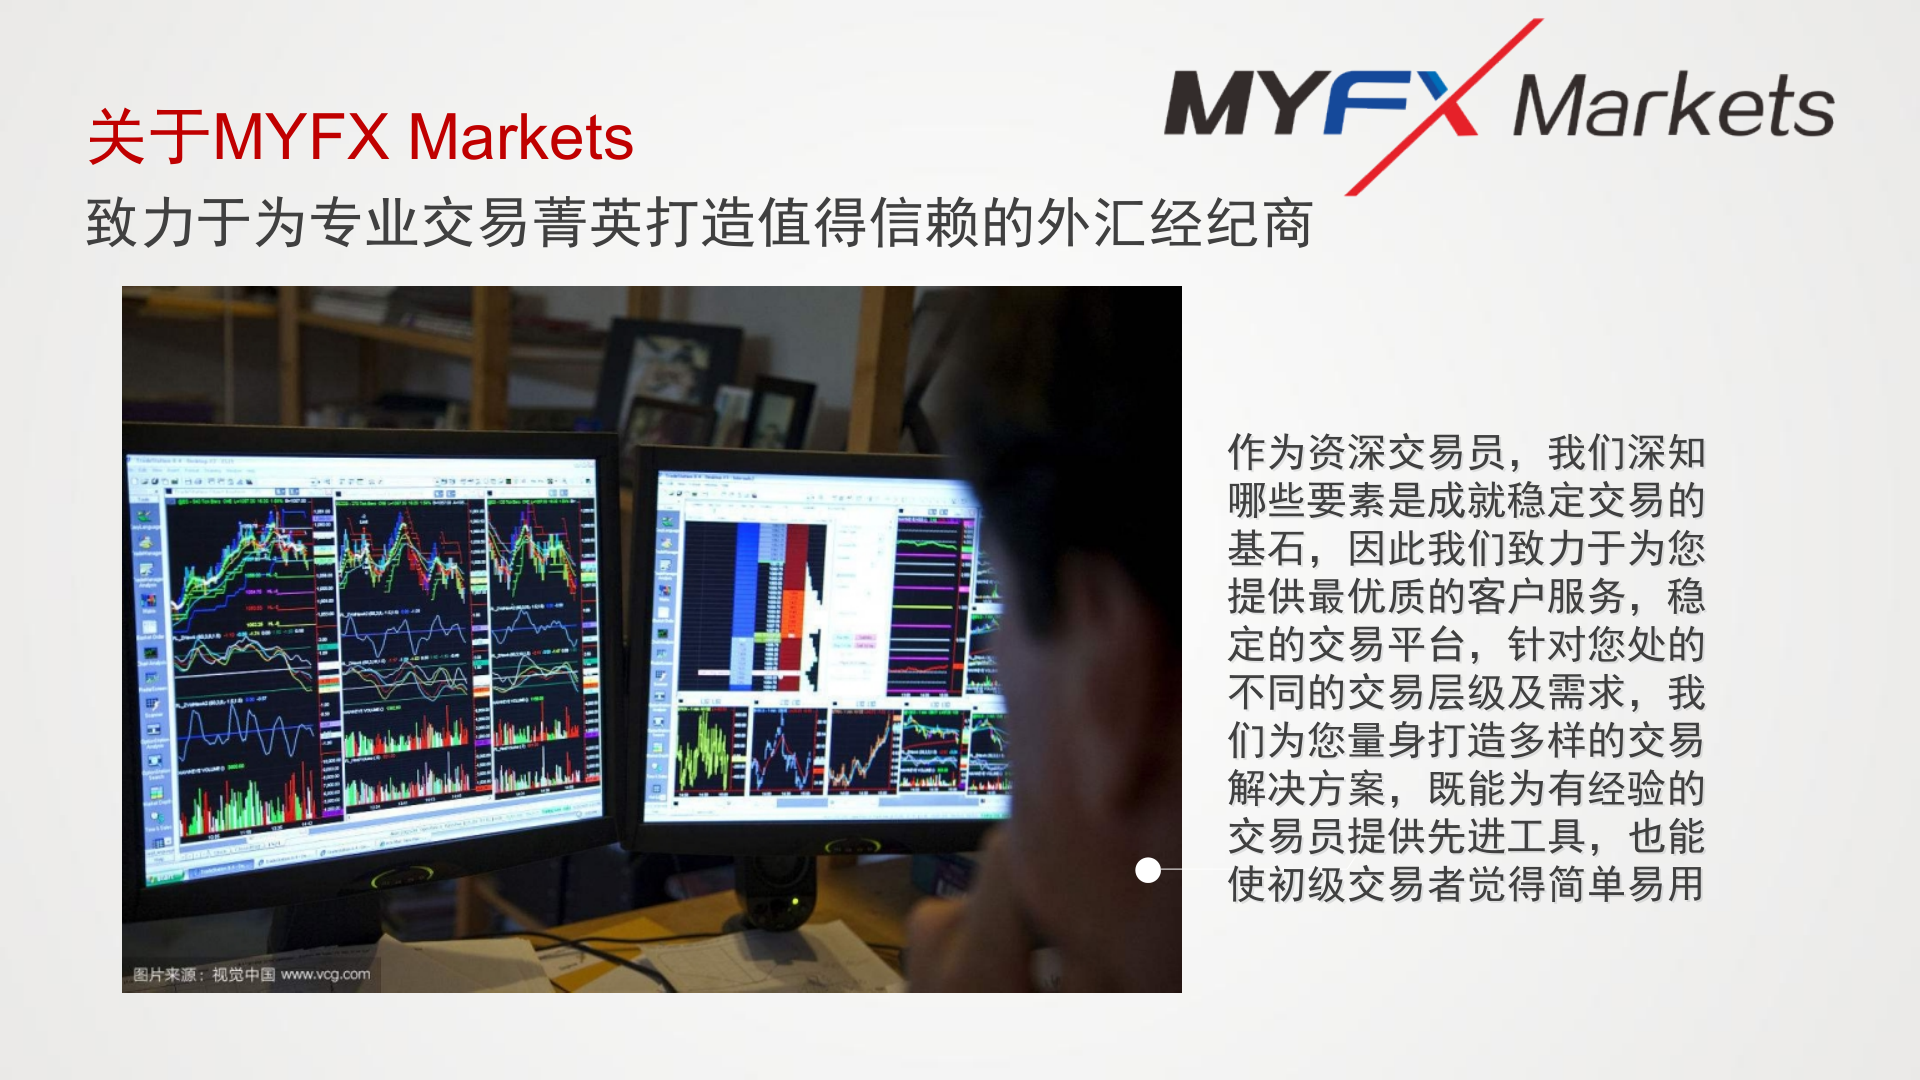 MYFX Markets
关于MYFX Markets
致力于为专业交易菁英打造值得信赖的外汇经纪商
作为资深交易员，我们深知
哪些要素是成就稳定交易的
基石，因此我们致力于为您
提供最优质的客户服务，稳
定的交易平台，针对您处的
不同的交易层级及需求，我
们为您量身打造多样的交易
解决方案，既能为有经验的
交易员提供先进工具，也能
使初级交易者觉得简单易用
图片来源：视觉中国 www.vcg.com